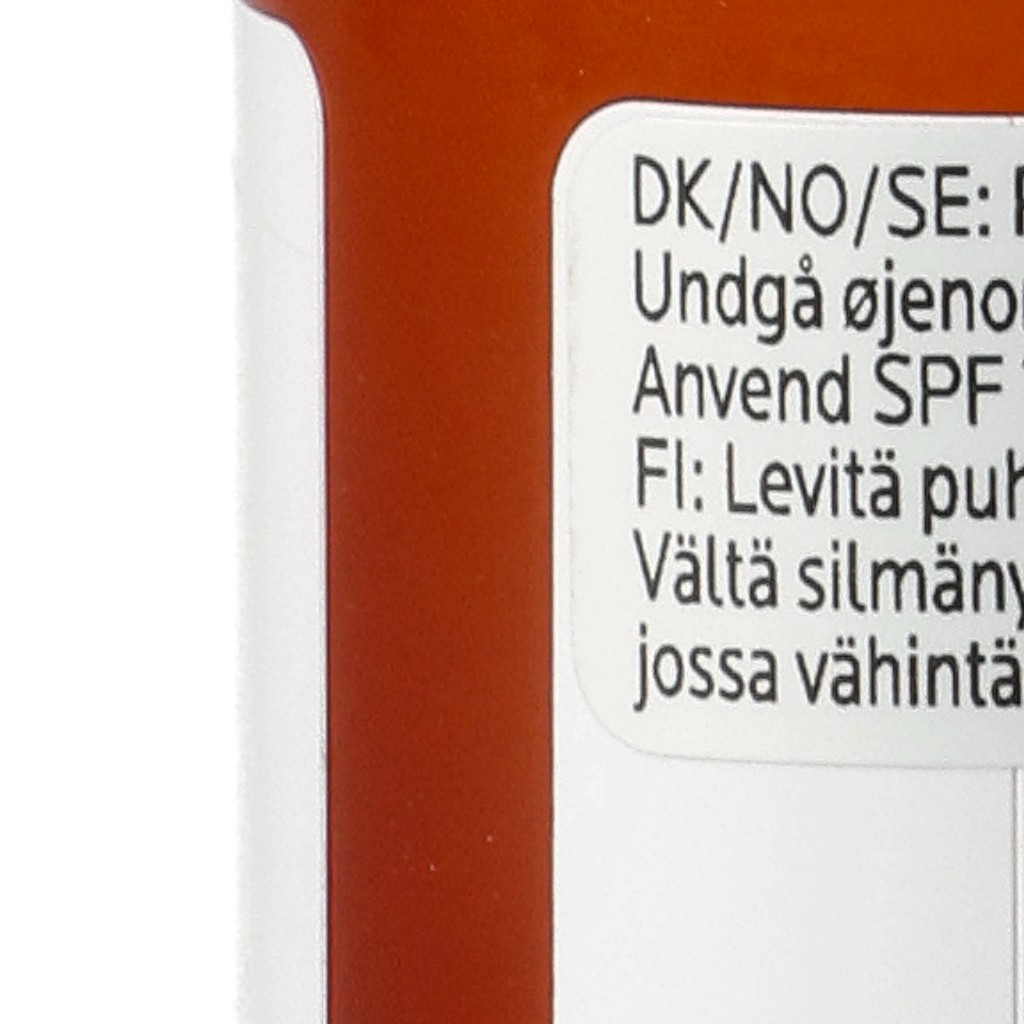 DK/NO/SE:
Undgå
Anvend SPF
FI: Levitä
Vältä
jossa